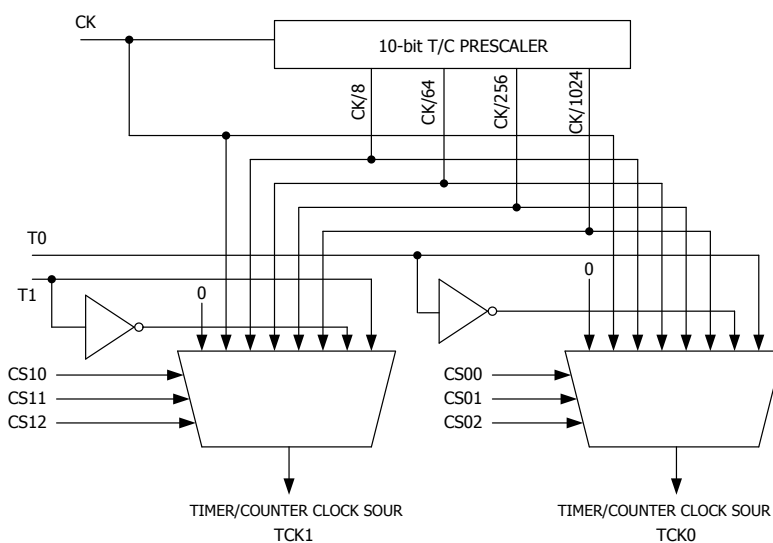 CK
10-bit T/C PRESCALER
CK/8
CK/64
CK/256
CK/1024
T0
T1
0
0
CS10
CS11
CS12
CS00
CS01
CS02
TIMER/COUNTER CLOCK SOUR
TCK1
TIMER/COUNTER CLOCK SOUR
TCK0